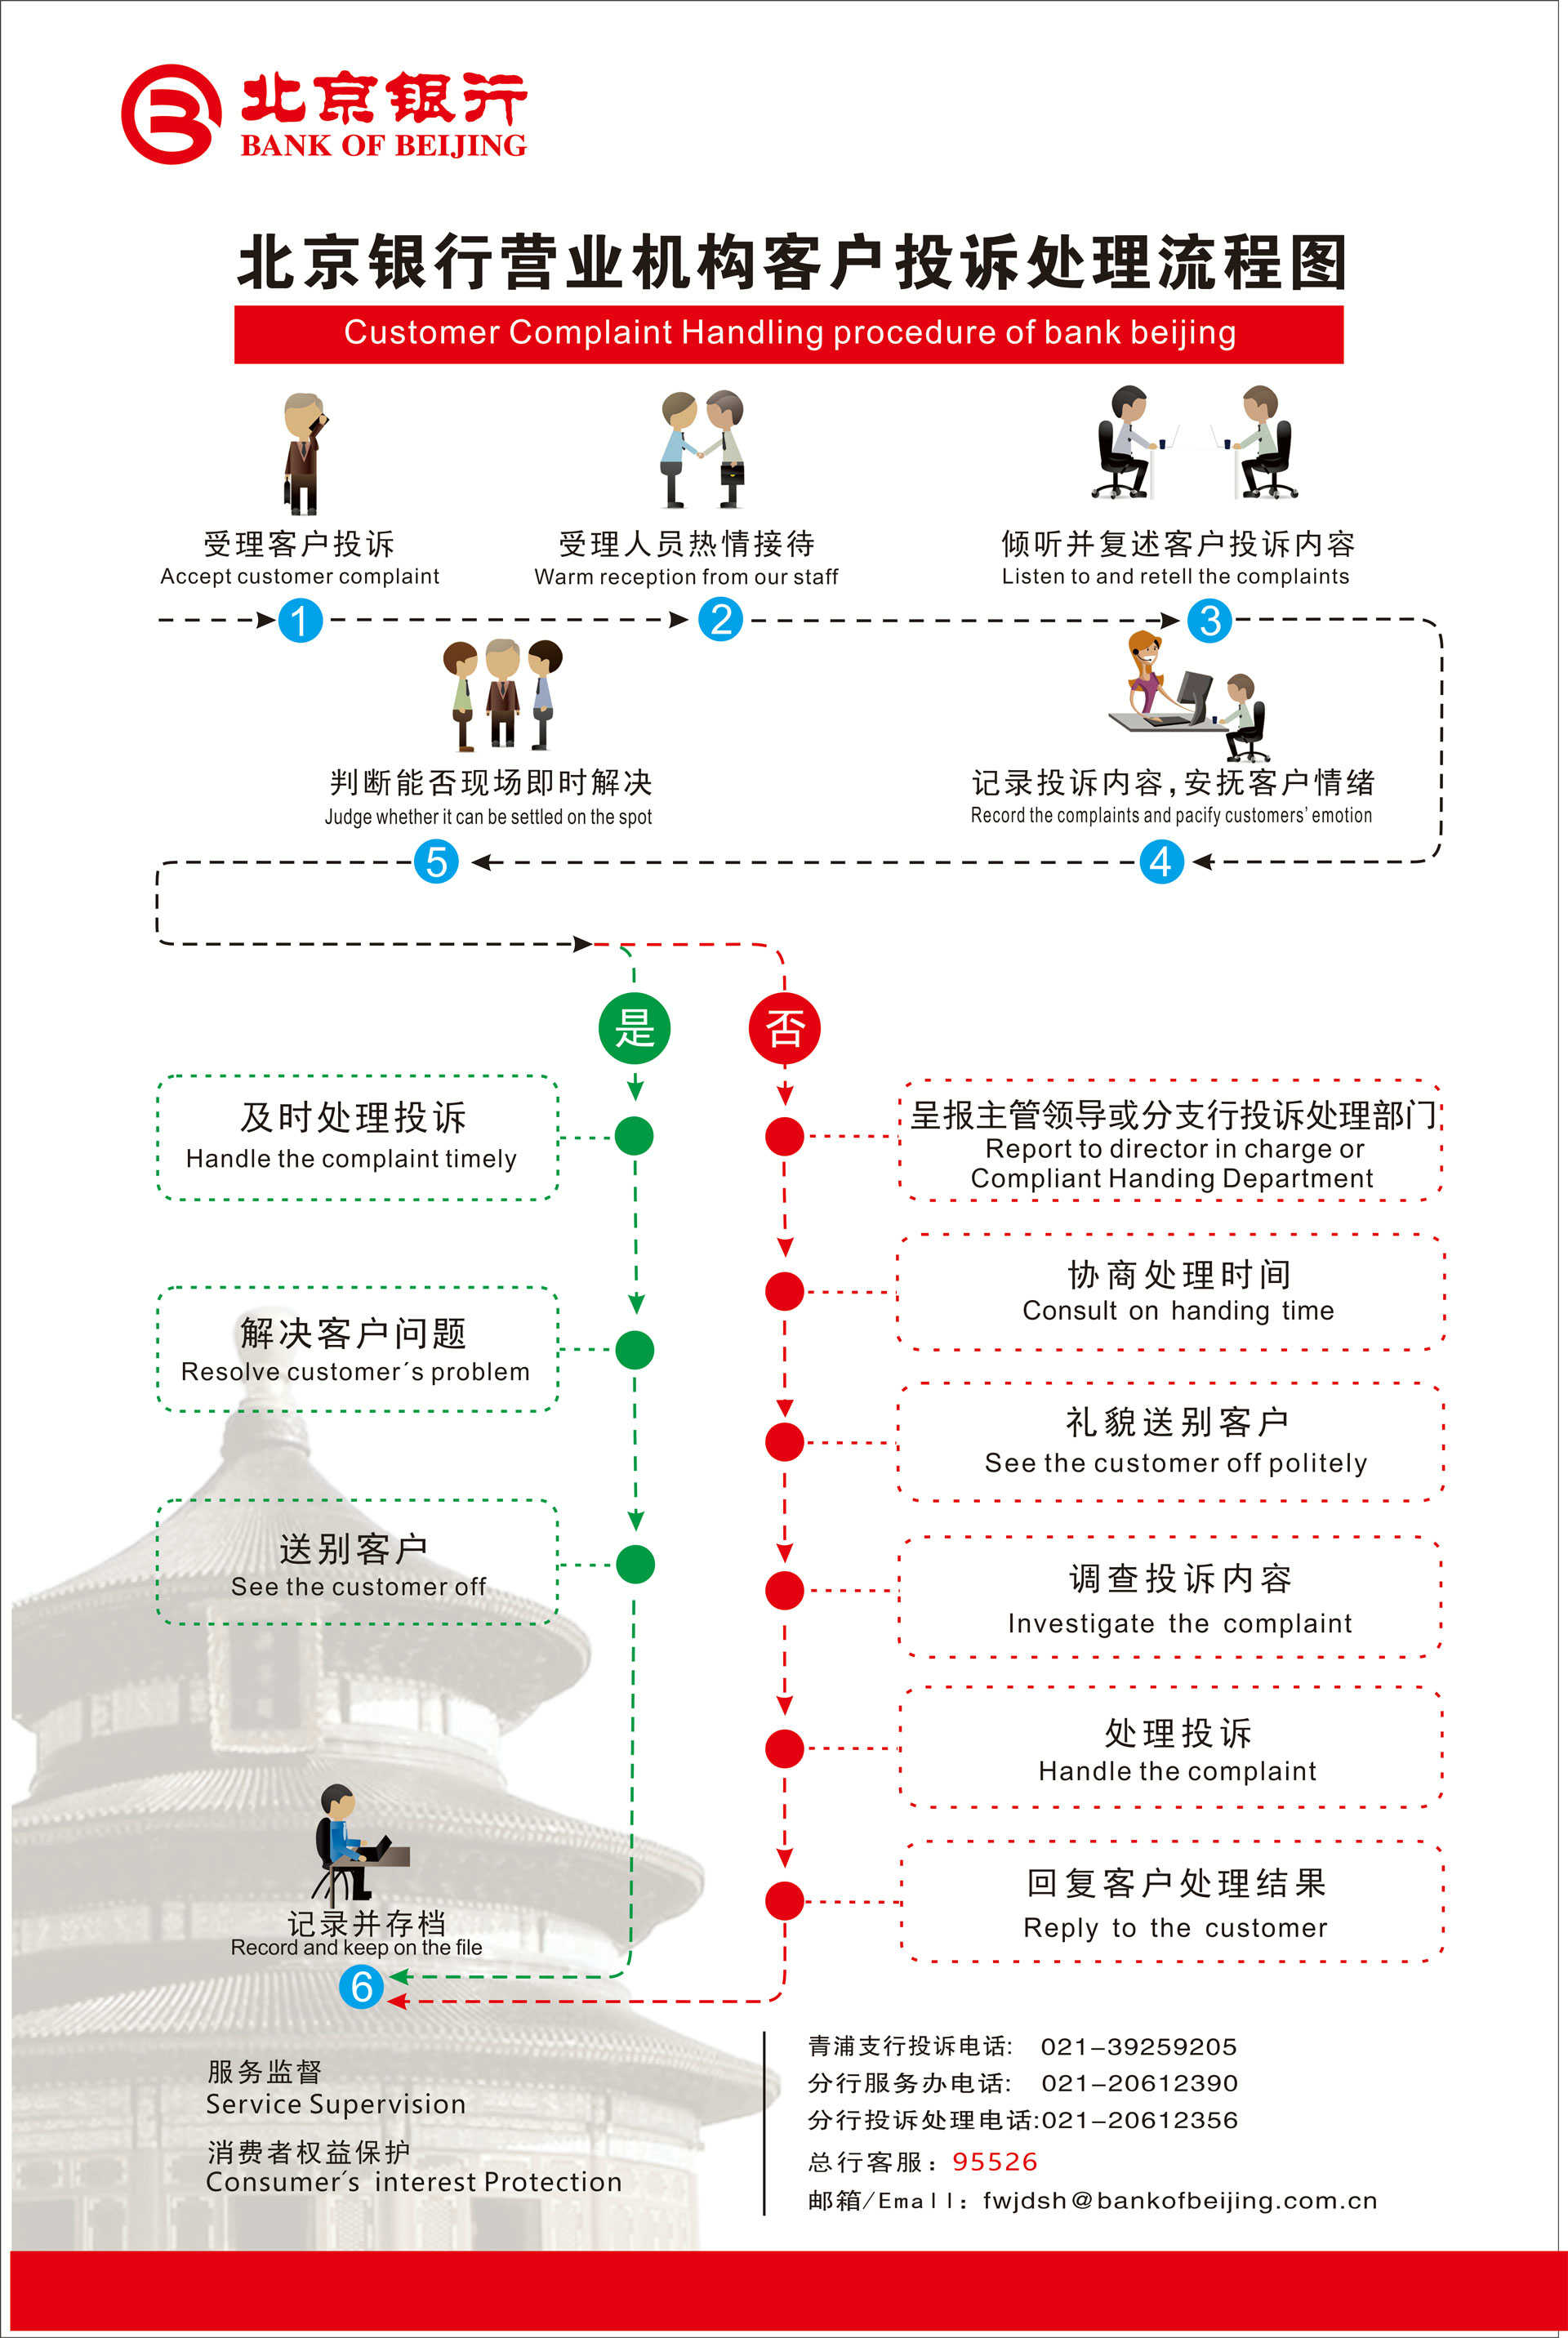 北京银行
BANK OF BEIJING
北京银行营业机构客户投诉处理流程图
Customer Complaint Handling procedure of bank beijing
受理客户投诉
Accept customer complaint
1
受理人员热情接待
Warm reception from our staff
2
倾听并复述客户投诉内容
Listen to and retell the complaints
3
记录投诉内容,安抚客户情绪
Record the complaints and pacify customers' emotion
4
判断能否现场即时解决
Judge whether it can be settled on the spot
5
是
及时处理投诉
Handle the complaint timely
解决客户问题
Resolve customer´s problem
送别客户
See the customer off
否
呈报主管领导或分支行投诉处理部门
Report to director in charge or
Compliant Handing Department
协商处理时间
Consult on handing time
礼貌送别客户
See the customer off politely
调查投诉内容
Investigate the complaint
处理投诉
Handle the complaint
回复客户处理结果
Reply to the customer
记录并存档
Record and keep on the file
6
服务监督
Service Supervision
消费者权益保护
Consumer´s interest Protection
青浦支行投诉电话: 021-39259205
分行服务办电话: 021-20612390
分行投诉处理电话:021-20612356
总行客服: 95526
邮箱/Email: fwjdsh@bankofbeijing.com.cn